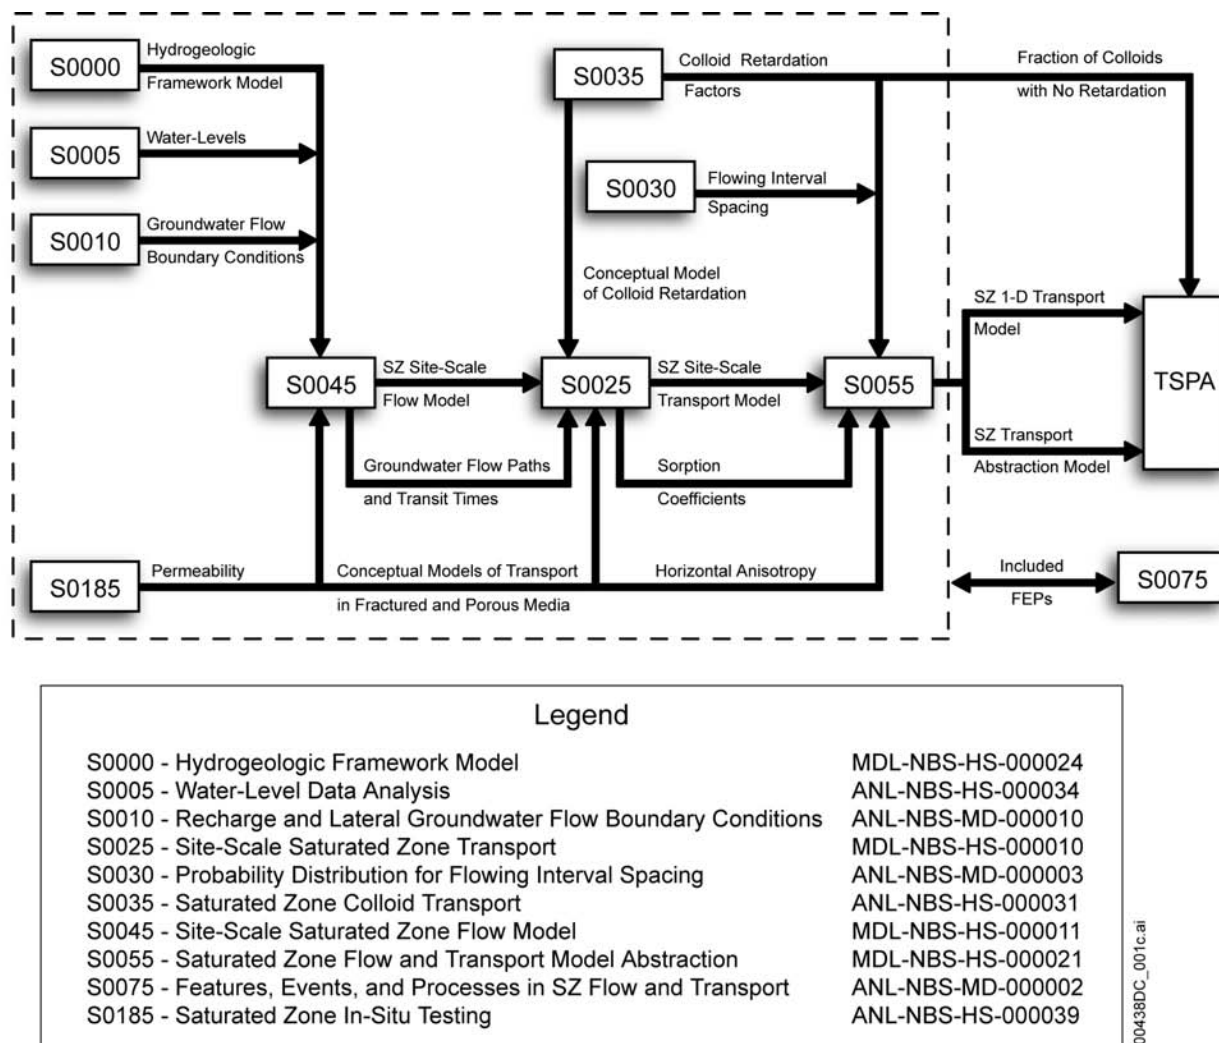 S0000
Hydrogeologic
Framework Model
S0005
Water-Levels
S0010
Groundwater Flow
Boundary Conditions
S0035
Colloid Retardation
Factors
Fraction of Colloids
with No Retardation
S0030
Flowing Interval
Spacing
Conceptual Model
of Colloid Retardation
SZ 1-D Transport
Model
TSPA
S0045
SZ Site-Scale
Flow Model
S0025
SZ Site-Scale
Transport Model
S0055
SZ Transport
Abstraction Model
Groundwater Flow Paths
and Transit Times
Sorption
Coefficients
S0185
Permeability
Conceptual Models of Transport
in Fractured and Porous Media
Horizontal Anisotropy
Included
FEPs
S0075
Legend
S0000 - Hydrogeologic Framework Model MDL-NBS-HS-000024
S0005 - Water-Level Data Analysis ANL-NBS-HS-000034
S0010 - Recharge and Lateral Groundwater Flow Boundary Conditions ANL-NBS-MD-000010
S0025 - Site-Scale Saturated Zone Transport MDL-NBS-HS-000010
S0030 - Probability Distribution for Flowing Interval Spacing ANL-NBS-MD-000003
S0035 - Saturated Zone Colloid Transport ANL-NBS-HS-000031
S0045 - Site-Scale Saturated Zone Flow Model MDL-NBS-HS-000011
S0055 - Saturated Zone Flow and Transport Model Abstraction MDL-NBS-HS-000021
S0075 - Features, Events, and Processes in SZ Flow and Transport ANL-NBS-MD-000002
S0185 - Saturated Zone In-Situ Testing ANL-NBS-HS-000039
00438DC_001c.ai